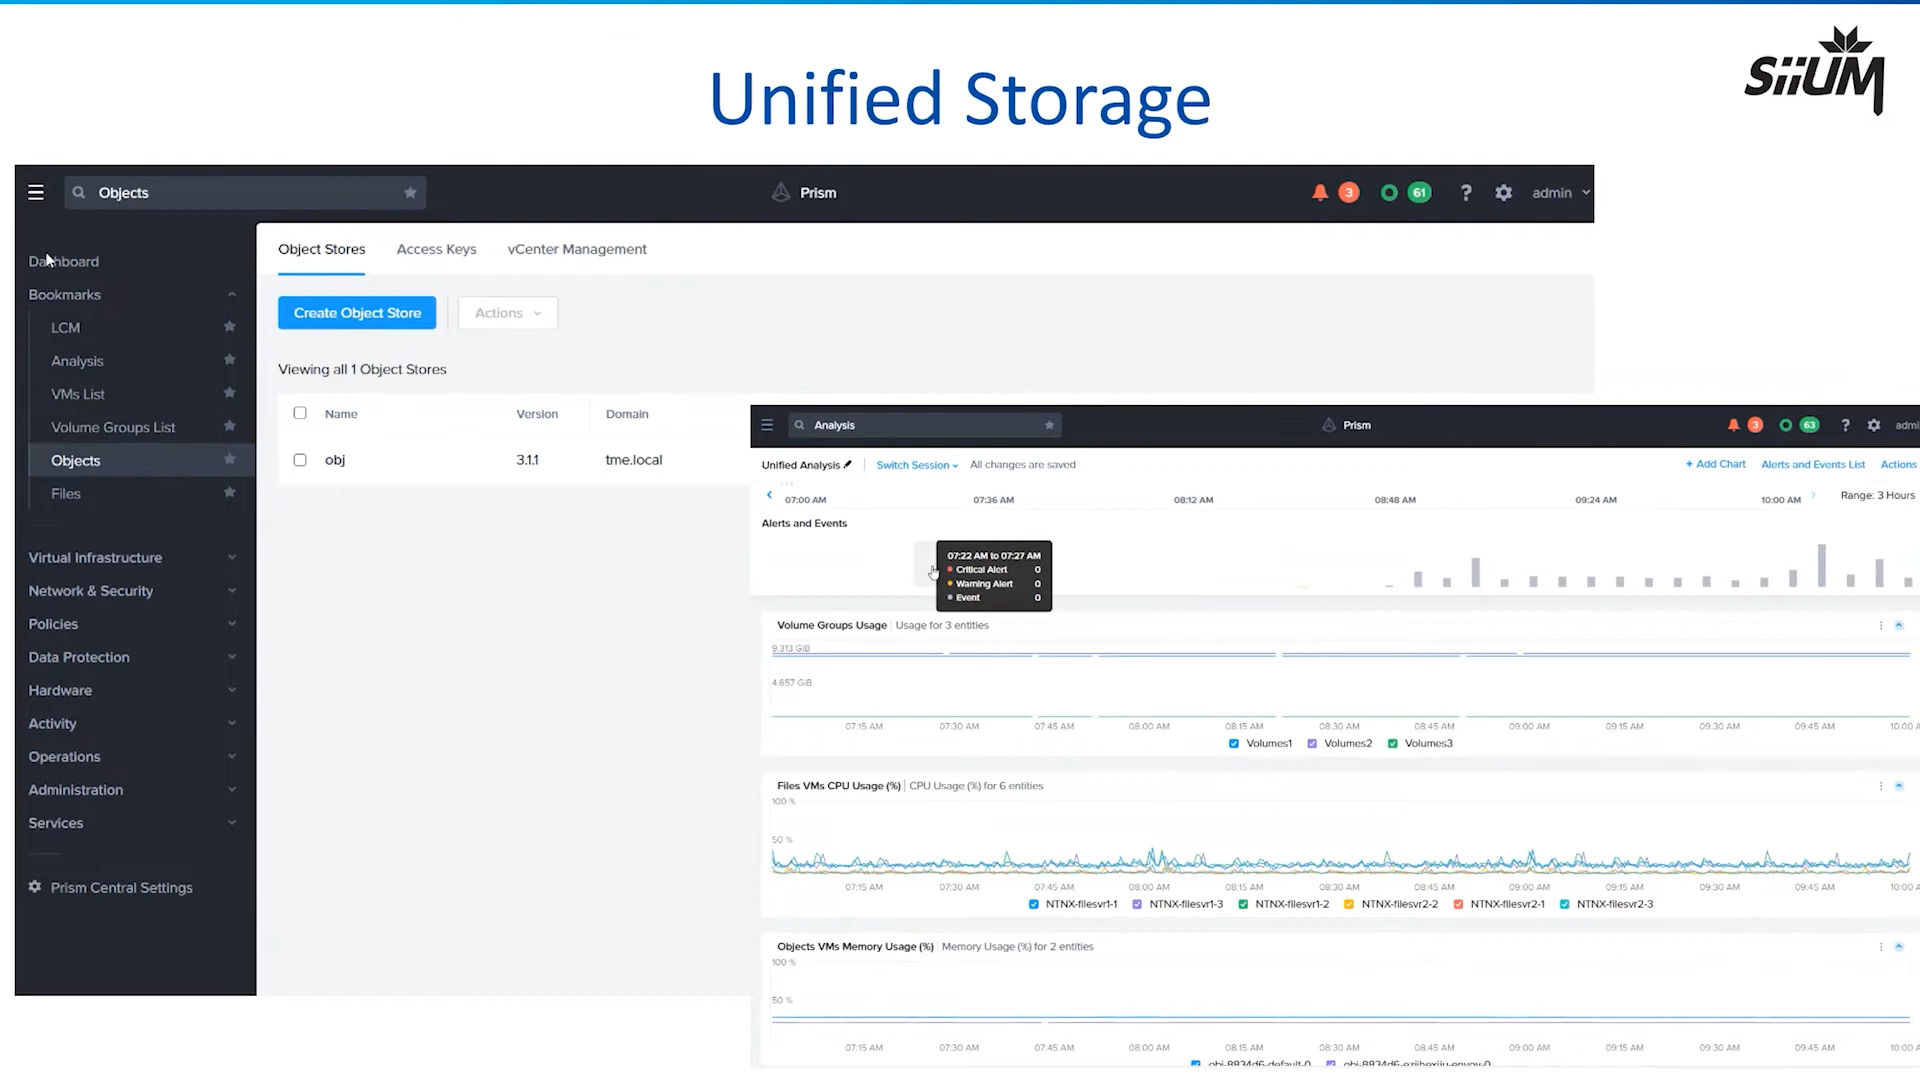 SiiUM
Unified Storage
Objects
Prism
3
61
?
admin
Dashboard
Bookmarks
LCM
Analysis
VMs List
Volume Groups List
Objects
Files
Virtual Infrastructure
Network & Security
Policies
Data Protection
Hardware
Activity
Operations
Administration
Services
Prism Central Settings
Object Stores Access Keys vCenter Management
Create Object Store Actions
Viewing all 1 Object Stores
Name Version Domain
obj 3.1.1 tme.local
Analysis
Prism
3
63
?
admi
Unified Analysis Switch Session All changes are saved + Add Chart Alerts and Events List Actions
07:00 AM 07:36 AM 08:12 AM 08:48 AM 09:24 AM 10:00 AM Range: 3 Hours
Alerts and Events
07:22 AM to 07:27 AM
Critical Alert 0
Warning Alert 0
Event 0
Volume Groups Usage Usage for 3 entities
9.313 GiB
4.657 GiB
07:15 AM 07:30 AM 07:45 AM 08:00 AM 08:15 AM 08:30 AM 08:45 AM 09:00 AM 09:15 AM 09:30 AM 09:45 AM 10:00 A
Volumes1 Volumes2 Volumes3
Files VMs CPU Usage (%) CPU Usage (%) for 6 entities
100 %
50 %
07:15 AM 07:30 AM 07:45 AM 08:00 AM 08:15 AM 08:30 AM 08:45 AM 09:00 AM 09:15 AM 09:30 AM 09:45 AM 10:00 A
NTNX-filesvr1-1 NTNX-filesvr1-3 NTNX-filesvr1-2 NTNX-filesvr2-2 NTNX-filesvr2-1 NTNX-filesvr2-3
Objects VMs Memory Usage (%) Memory Usage (%) for 2 entities
100 %
50 %
07:15 AM 07:30 AM 07:45 AM 08:00 AM 08:15 AM 08:30 AM 08:45 AM 09:00 AM 09:15 AM 09:30 AM 09:45 AM 10:00 A
obj-8834d6-default-0